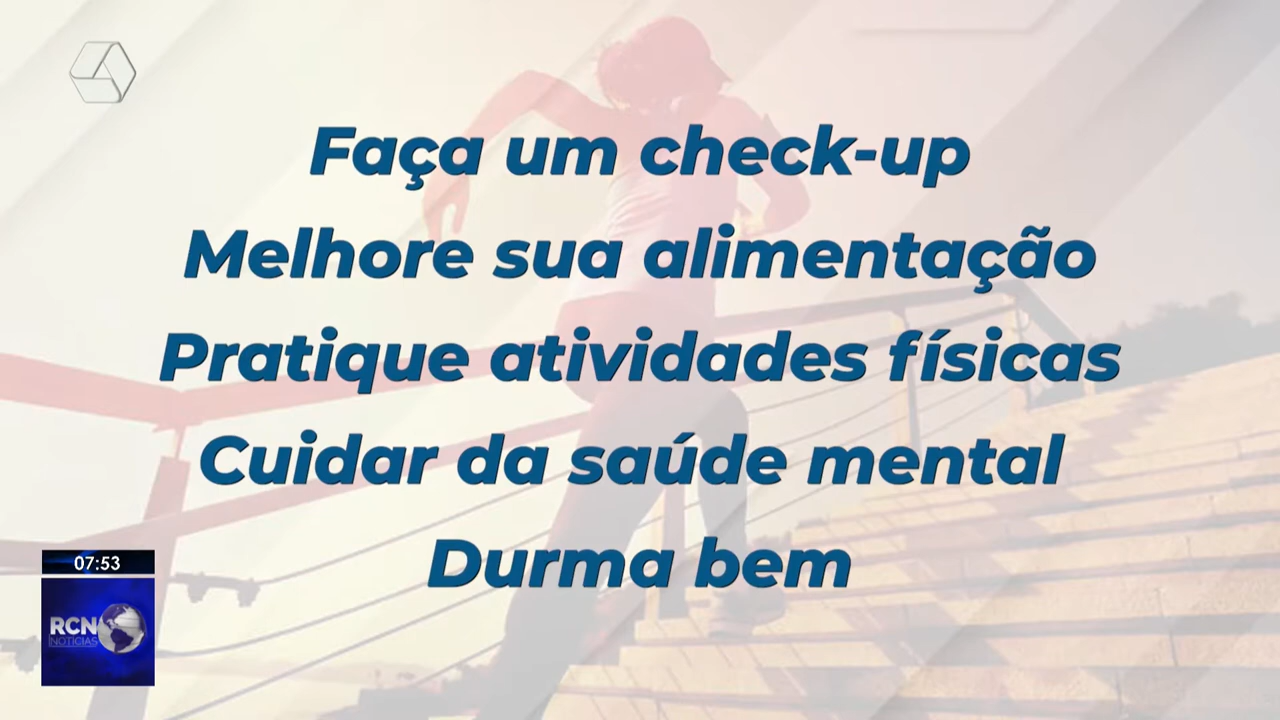 Faça um check-up
Melhore sua alimentação
Pratique atividades físicas
Cuidar da saúde mental
Durma bem
07:53
RCN
NOTÍCIAS